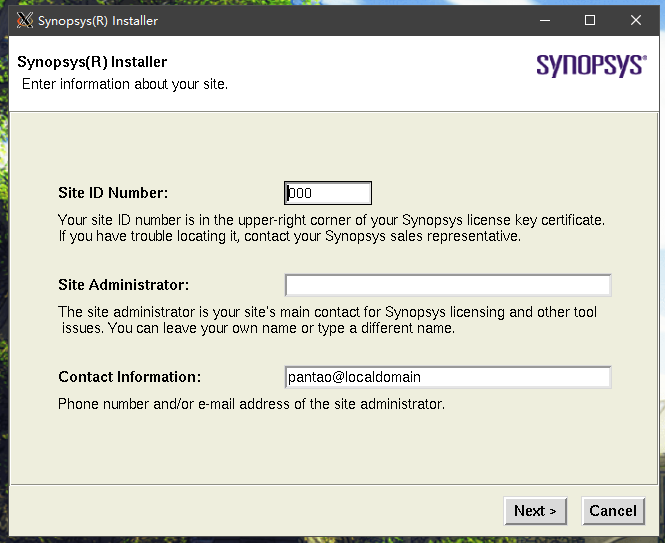 Synopsys(R) Installer
Synopsys(R) Installer
Enter information about your site.
SYNOPSYS®
Site ID Number:
000
Your site ID number is in the upper-right corner of your Synopsys license key certificate.
If you have trouble locating it, contact your Synopsys sales representative.
Site Administrator:
The site administrator is your site's main contact for Synopsys licensing and other tool
issues. You can leave your own name or type a different name.
Contact Information:
pantao@localdomain
Phone number and/or e-mail address of the site administrator.
Next >
Cancel